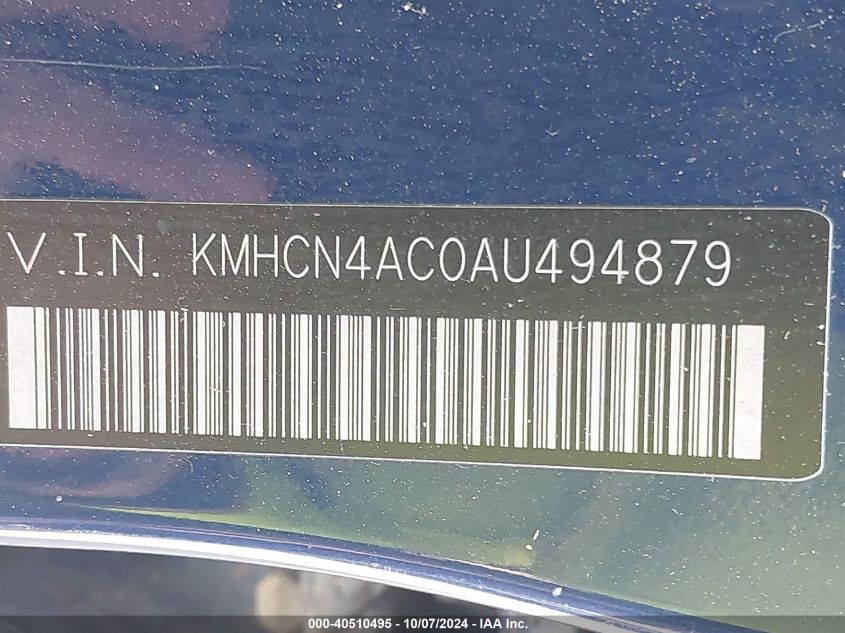 V.I.N. KMHCN4AC0AU494879
000-40510495 - 10/07/2024 - IAA Inc.